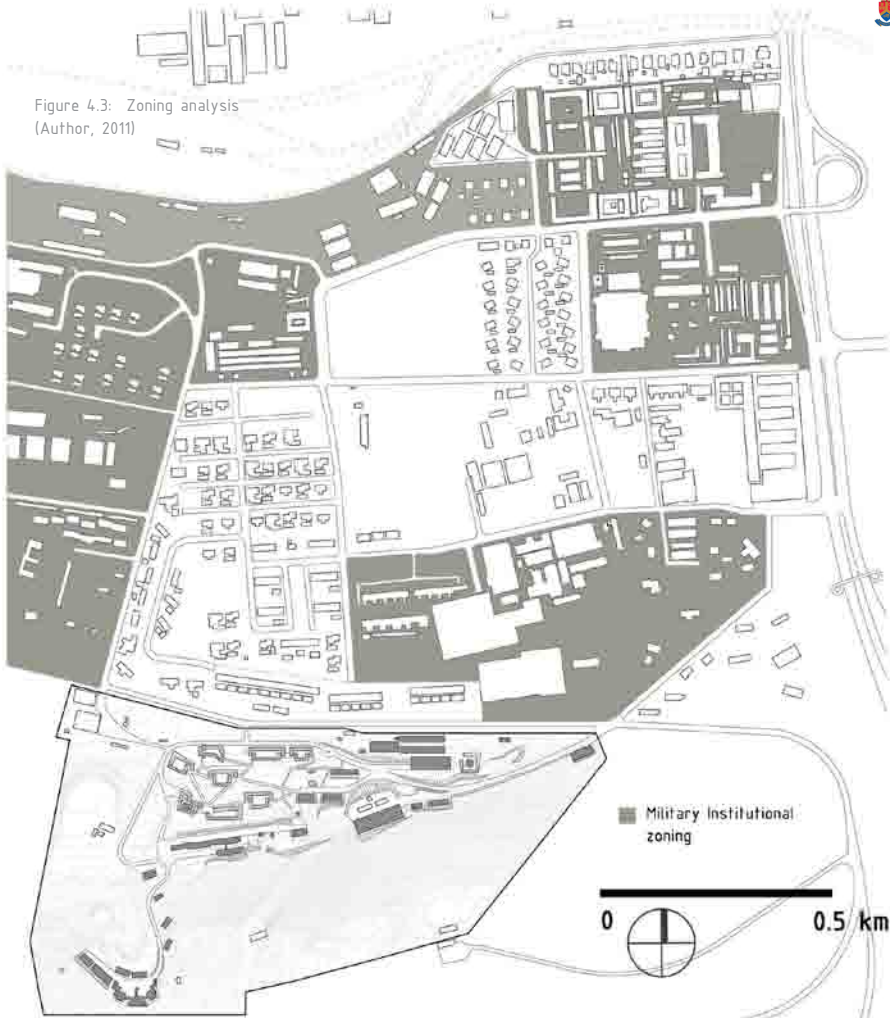 Figure 4.3: Zoning analysis
(Author, 2011)
Military Institutional
zoning
0 0.5 km